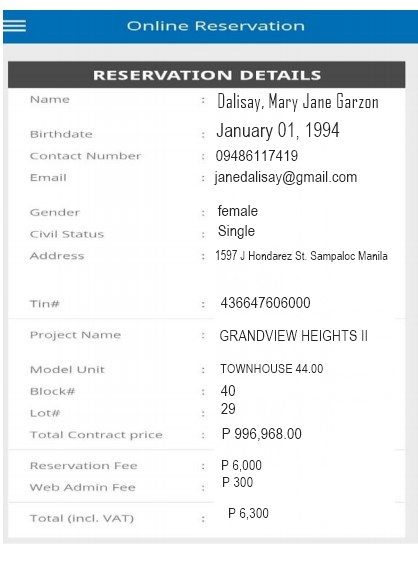 Online Reservation
RESERVATION DETAILS
Name : Dalisay, Mary Jane Garzon
Birthdate : January 01, 1994
Contact Number : 09486117419
Email : janedalisay@gmail.com
Gender : female
Civil Status : Single
Address : 1597 J Hondarez St. Sampaloc Manila
Tin# : 436647606000
Project Name : GRANDVIEW HEIGHTS II
Model Unit : TOWNHOUSE 44.00
Block# : 40
Lot# : 29
Total Contract price : P 996,968.00
Reservation Fee : P 6,000
Web Admin Fee : P 300
Total (incl. VAT) : P 6,300